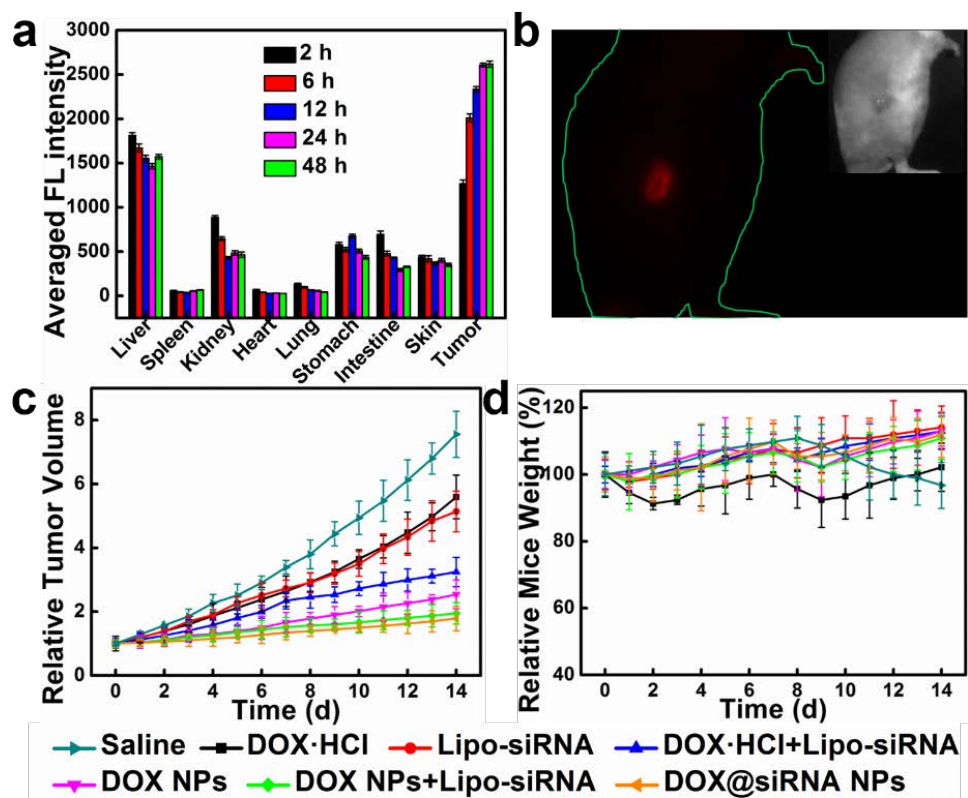 a
b
Averaged FL intensity
3000
2500
2000
1500
1000
500
0
2 h
6 h
12 h
24 h
48 h
Liver
Spleen
Kidney
Heart
Lung
Stomach
Intestine
Skin
Tumor
c
d
Relative Tumor Volume
8
6
4
2
0
0 2 4 6 8 10 12 14
Time (d)
Relative Mice Weight (%)
120
100
80
60
40
0 2 4 6 8 10 12 14
Time (d)
Saline DOX·HCl Lipo-siRNA DOX·HCl+Lipo-siRNA
DOX NPs DOX NPs+Lipo-siRNA DOX@siRNA NPs